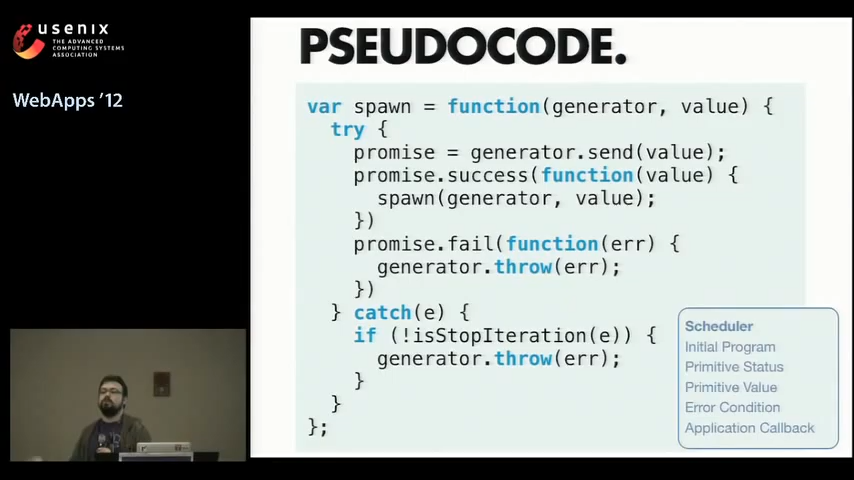 usenix
THE ADVANCED
COMPUTING SYSTEMS
ASSOCIATION
WebApps '12
PSEUDOCODE.
var spawn = function(generator, value) {
try {
promise = generator.send(value);
promise.success(function(value) {
spawn(generator, value);
})
promise.fail(function(err) {
generator.throw(err);
})
} catch(e) {
if (!isStopIteration(e)) {
generator.throw(err);
}
}
};
Scheduler
Initial Program
Primitive Status
Primitive Value
Error Condition
Application Callback